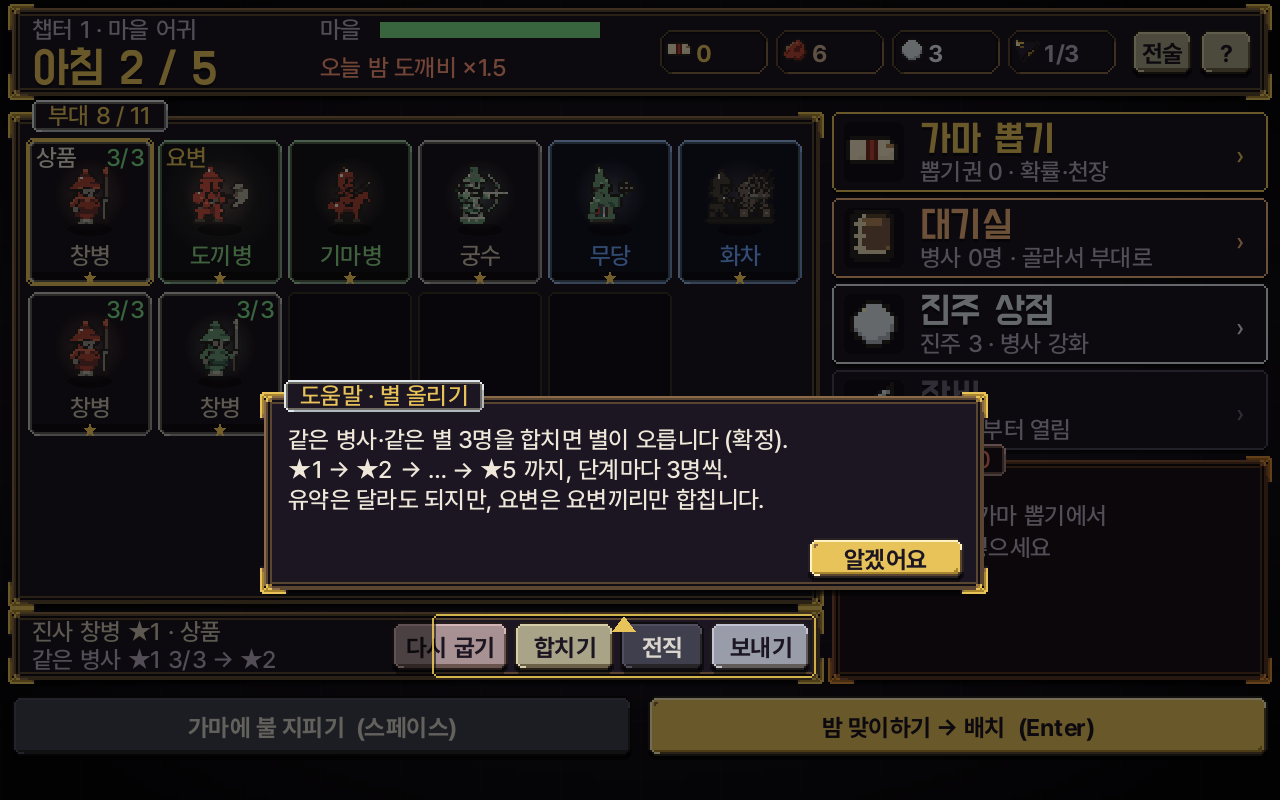 챕터 1 · 마을 어귀
아침 2 / 5
마을
오늘 밤 도깨비 ×1.5
0
6
3
1/3
전술
?
부대 8 / 11
상품 3/3
창병
요변
도끼병
기마병
궁수
무당
화차
3/3
창병
3/3
창병
가마 뽑기
뽑기권 0 · 확률·천장
대기실
병사 0명 · 골라서 부대로
진주 상점
진주 3 · 병사 강화
부터 열림
가마 뽑기에서
으세요
도움말 · 별 올리기
같은 병사·같은 별 3명을 합치면 별이 오릅니다 (확정).
★1 → ★2 → ... → ★5 까지, 단계마다 3명씩.
유약은 달라도 되지만, 요변은 요변끼리만 합칩니다.
알겠어요
진사 창병 ★1 · 상품
같은 병사 ★1 3/3 → ★2
다시 굽기
합치기
전직
보내기
가마에 불 지피기 (스페이스)
밤 맞이하기 → 배치 (Enter)